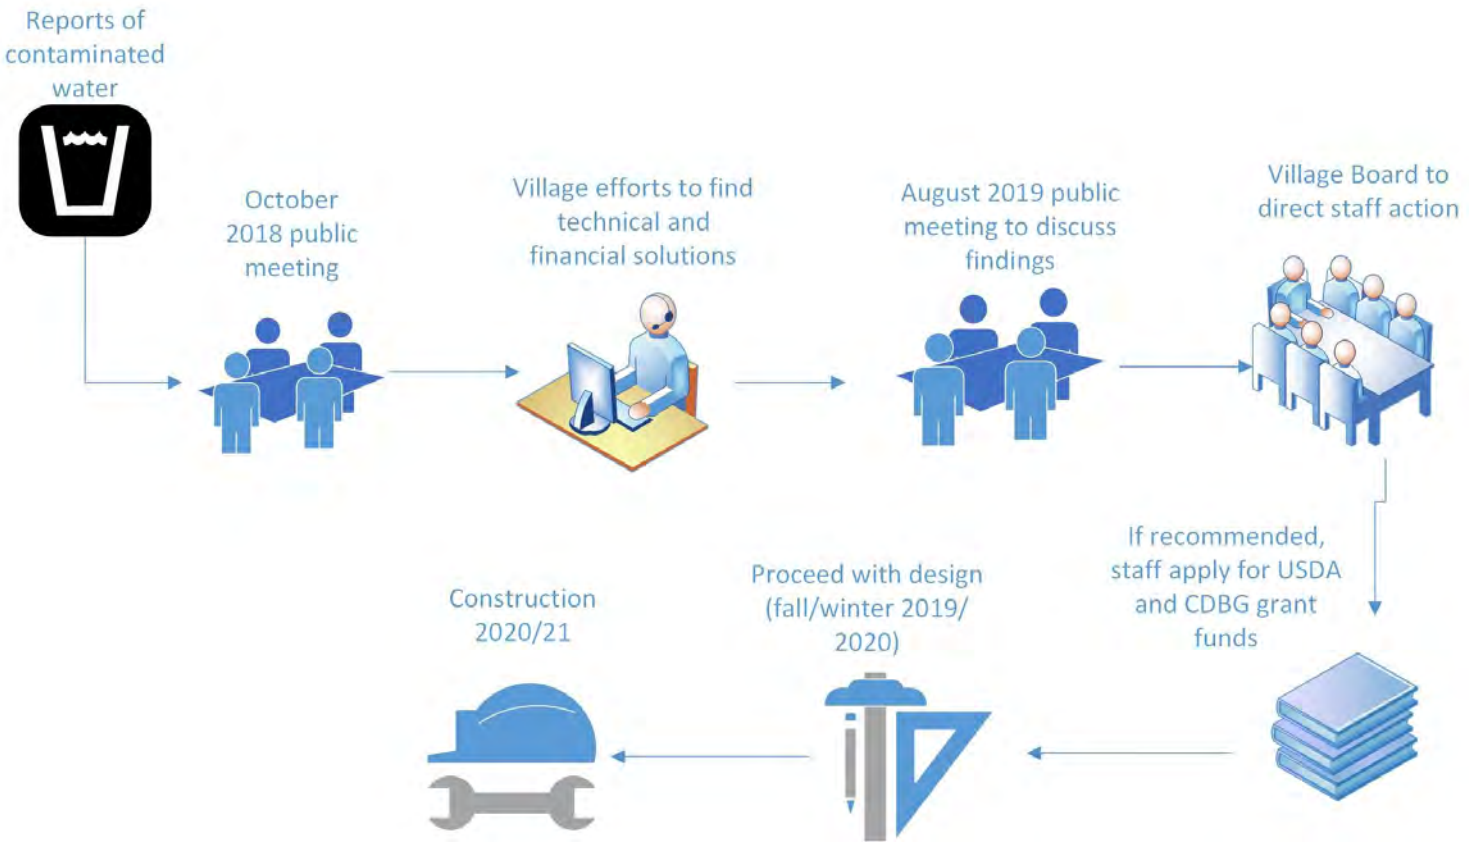 Reports of
contaminated
water
October
2018 public
meeting
Village efforts to find
technical and
financial solutions
August 2019 public
meeting to discuss
findings
Village Board to
direct staff action
If recommended,
staff apply for USDA
and CDBG grant
funds
Proceed with design
(fall/winter 2019/
2020)
Construction
2020/21